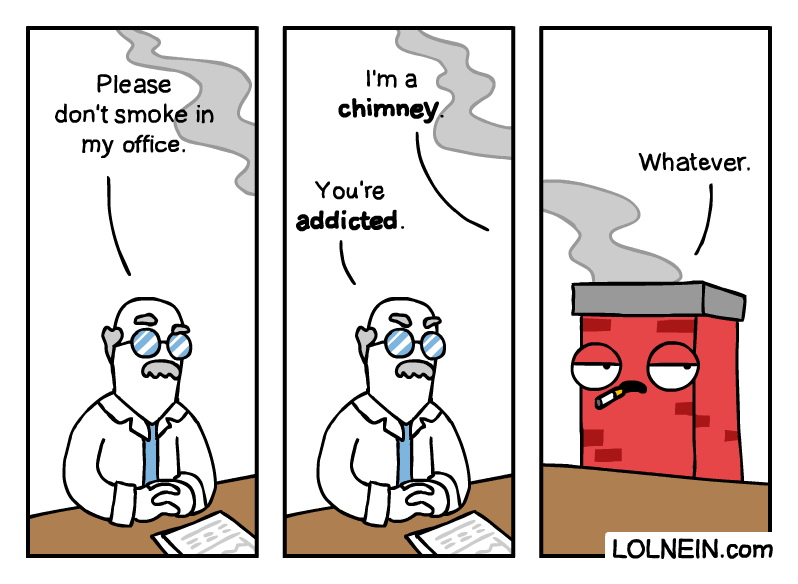 Please
don't smoke in
my office.
I'm a
chimney.
You're
addicted.
Whatever.
LOLNEIN.com